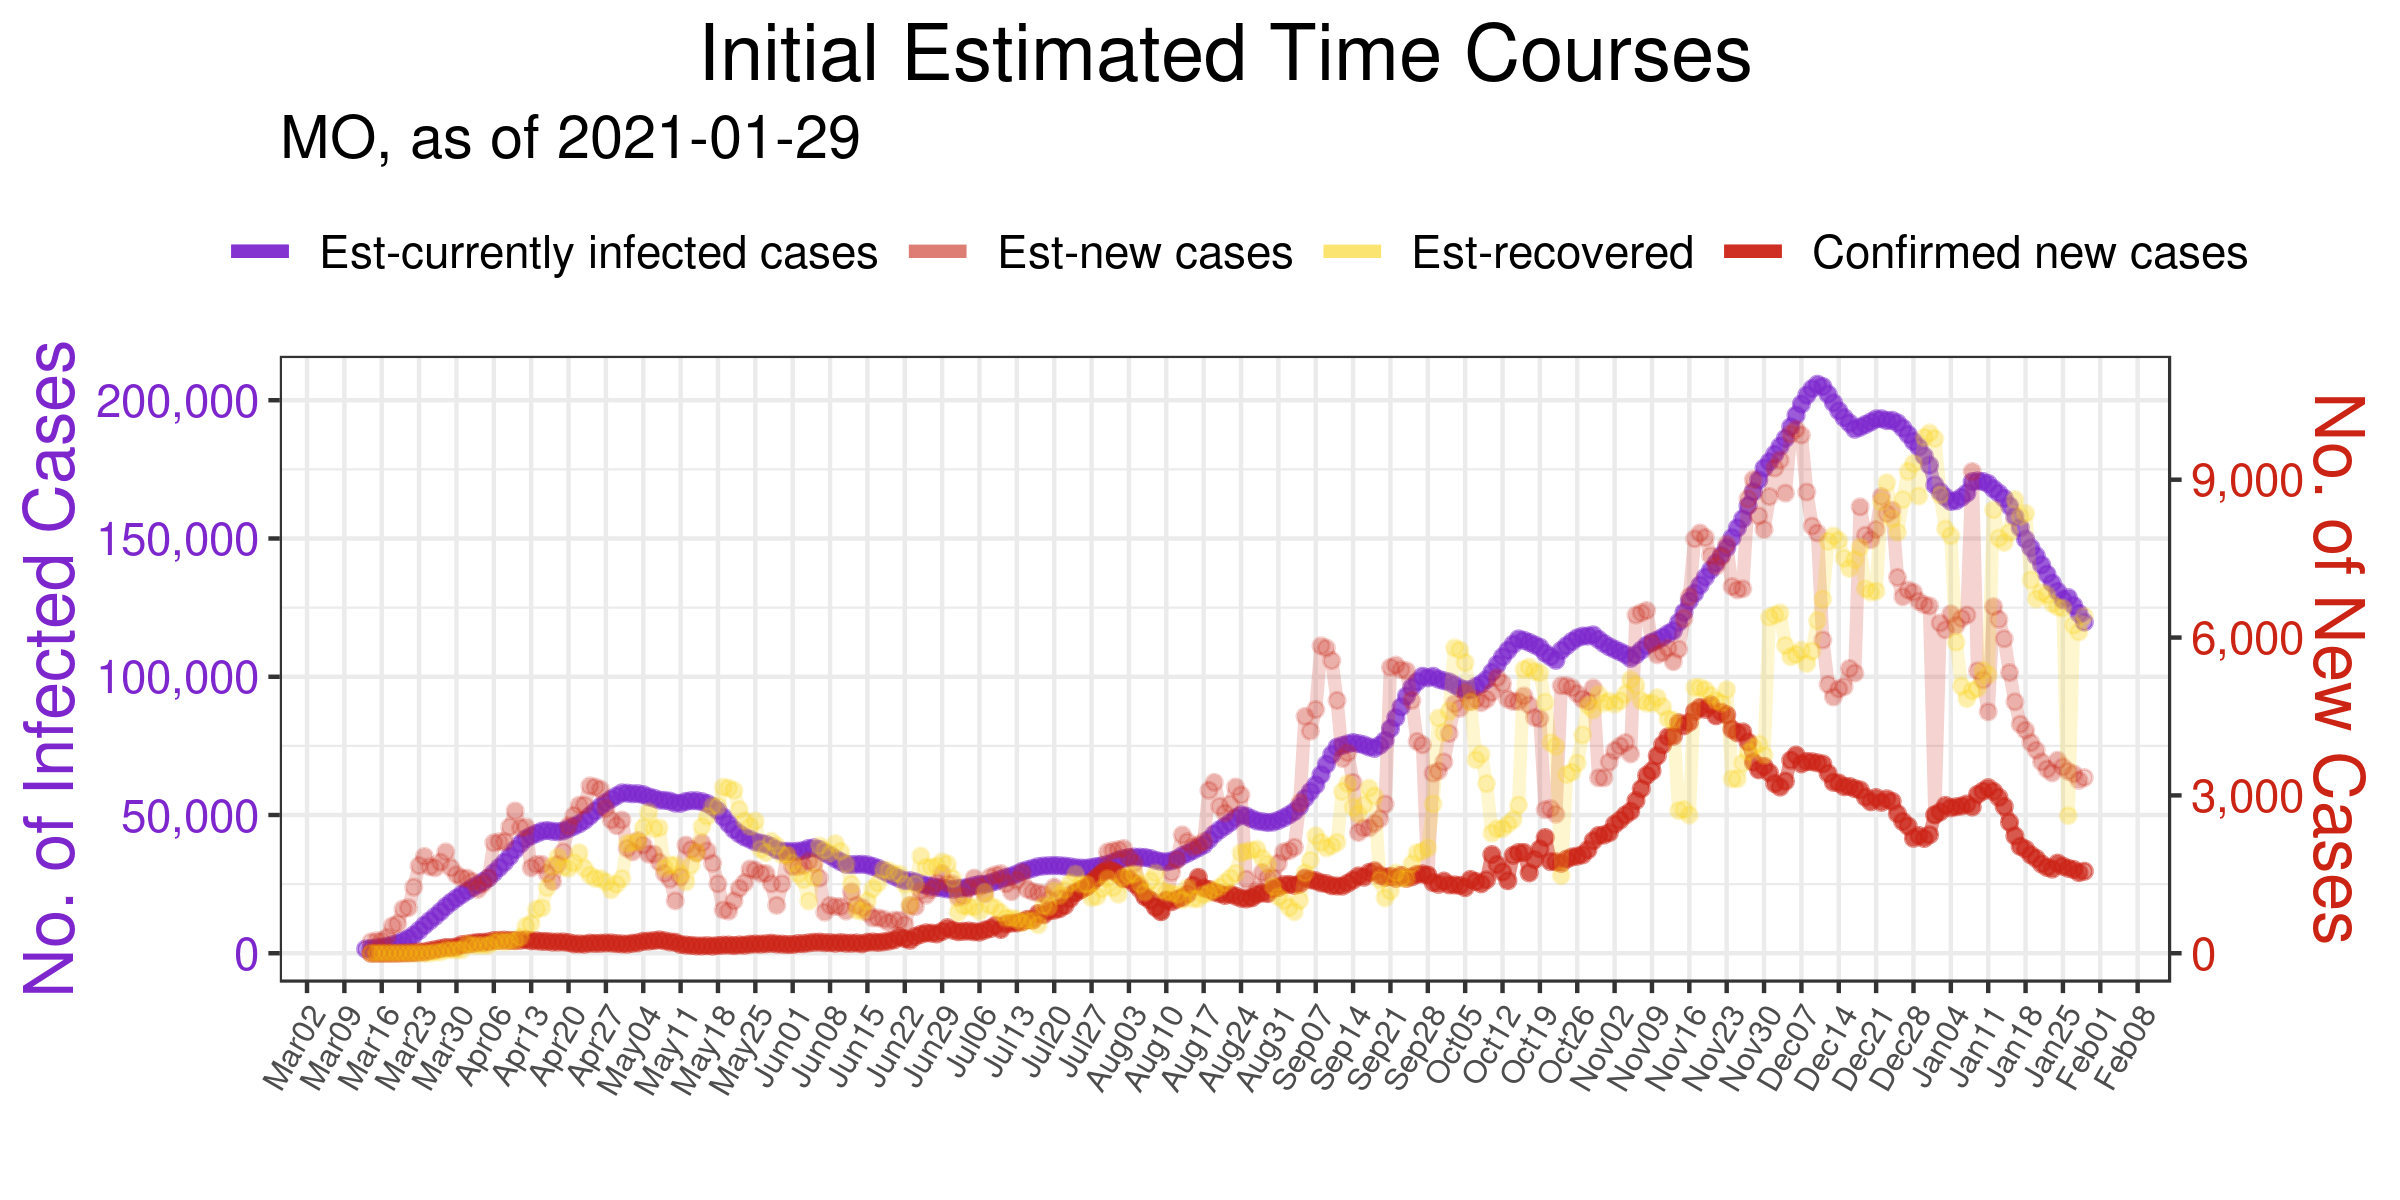 Initial Estimated Time Courses
MO, as of 2021-01-29
Est-currently infected cases
Est-new cases
Est-recovered
Confirmed new cases
No. of Infected Cases
200,000
150,000
100,000
50,000
0
9,000
6,000
3,000
0
No. of New Cases
Mar02
Mar09
Mar16
Mar23
Mar30
Apr06
Apr13
Apr20
Apr27
May04
May11
May18
May25
Jun01
Jun08
Jun15
Jun22
Jun29
Jul06
Jul13
Jul20
Jul27
Aug03
Aug10
Aug17
Aug24
Aug31
Sep07
Sep14
Sep21
Sep28
Oct05
Oct12
Oct19
Oct26
Nov02
Nov09
Nov16
Nov23
Nov30
Dec07
Dec14
Dec21
Dec28
Jan04
Jan11
Jan18
Jan25
Feb01
Feb08